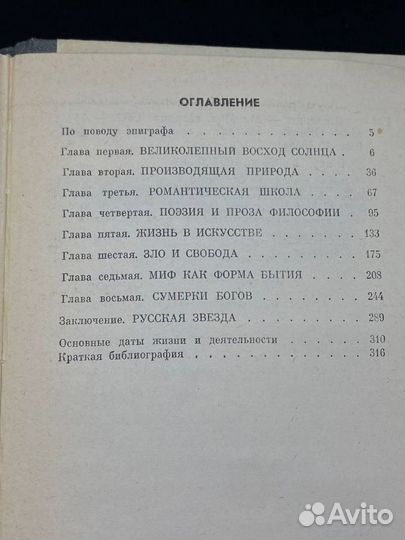 ОГЛАВЛЕНИЕ
По поводу эпиграфа . . . . . . . . . . . . . 5
Глава первая. ВЕЛИКОЛЕПНЫЙ ВОСХОД СОЛНЦА . 6
Глава вторая. ПРОИЗВОДЯЩАЯ ПРИРОДА . . . . 36
Глава третья. РОМАНТИЧЕСКАЯ ШКОЛА . . . . 67
Глава четвертая. ПОЭЗИЯ И ПРОЗА ФИЛОСОФИИ . 95
Глава пятая. ЖИЗНЬ В ИСКУССТВЕ . . . . . . 133
Глава шестая. ЗЛО И СВОБОДА . . . . . . . . 175
Глава седьмая. МИФ КАК ФОРМА БЫТИЯ . . . . 208
Глава восьмая. СУМЕРКИ БОГОВ . . . . . . . 244
Заключение. РУССКАЯ ЗВЕЗДА . . . . . . . . 289
Основные даты жизни и деятельности . . . . . 310
Краткая библиография . . . . . . . . . . . . 316
Avito